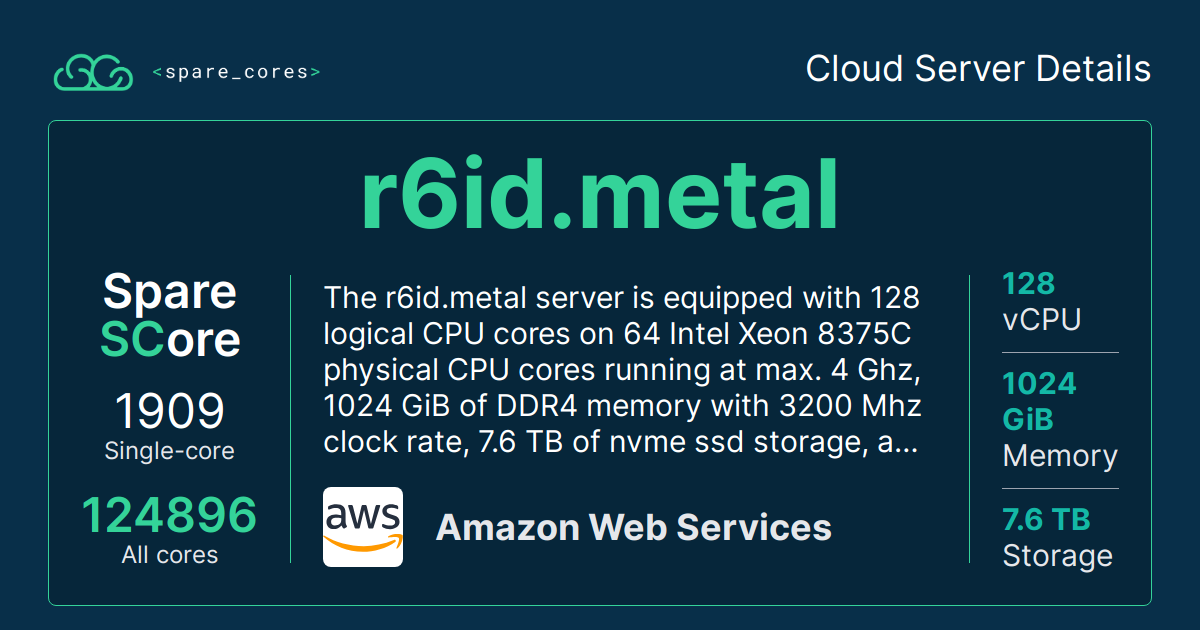 <spare_cores>
Cloud Server Details
r6id.metal
Spare
SCore
1909
Single-core
124896
All cores
The r6id.metal server is equipped with 128
logical CPU cores on 64 Intel Xeon 8375C
physical CPU cores running at max. 4 Ghz,
1024 GiB of DDR4 memory with 3200 Mhz
clock rate, 7.6 TB of nvme ssd storage, a...
aws
Amazon Web Services
128
vCPU
1024
GiB
Memory
7.6 TB
Storage